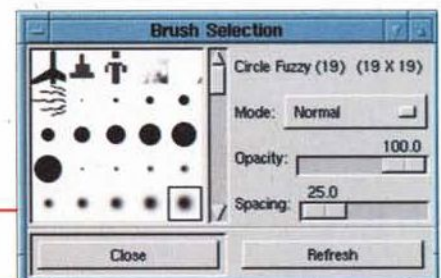 Brush Selection
Circle Fuzzy (19) (19 X 19)
Mode: Normal
Opacity: 100.0
Spacing: 25.0
Close Refresh